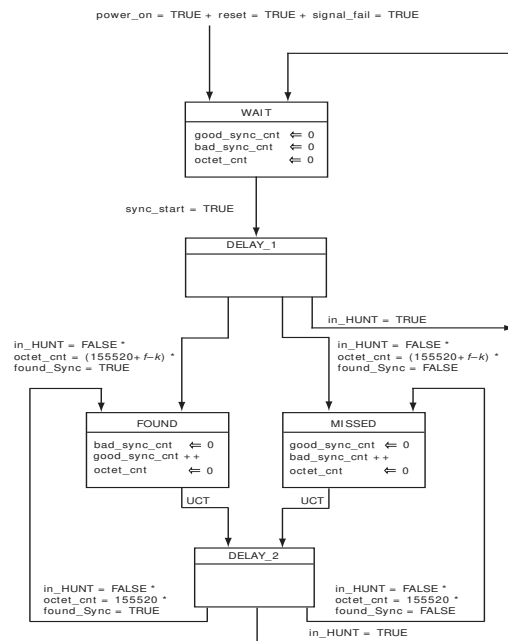 power_on = TRUE + reset = TRUE + signal_fail = TRUE
WAIT
good_sync_cnt ⇐ 0
bad_sync_cnt ⇐ 0
octet_cnt ⇐ 0
sync_start = TRUE
DELAY_1
in_HUNT = TRUE
in_HUNT = FALSE *
octet_cnt = (155520+f–k) *
found_Sync = TRUE
in_HUNT = FALSE*
octet_cnt = (155520+f–k) *
found_Sync = FALSE
FOUND
bad_sync_cnt ⇐ 0
good_sync_cnt ++
octet_cnt ⇐ 0
MISSED
good_sync_cnt ⇐ 0
bad_sync_cnt ++
octet_cnt ⇐ 0
UCT
UCT
DELAY_2
in_HUNT = FALSE *
octet_cnt = 155520 *
found_Sync = TRUE
in_HUNT = FALSE *
octet_cnt = 155520 *
found_Sync = FALSE
in_HUNT = TRUE